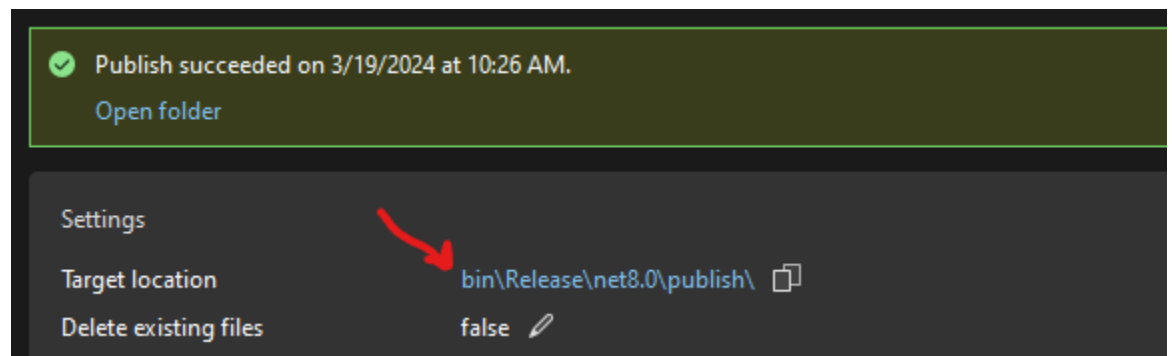 Publish succeeded on 3/19/2024 at 10:26 AM.
Open folder
Settings
Target location bin\Release\net8.0\publish\
Delete existing files false